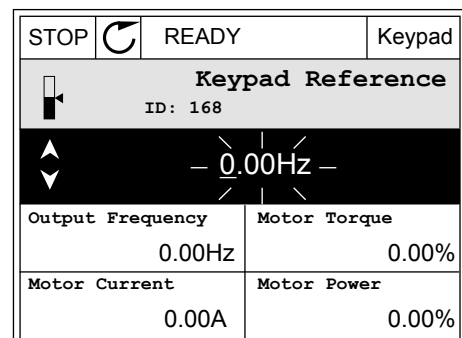 STOP READY Keypad
Keypad Reference
ID: 168
0.00Hz
Output Frequency Motor Torque
0.00Hz 0.00%
Motor Current Motor Power
0.00A 0.00%